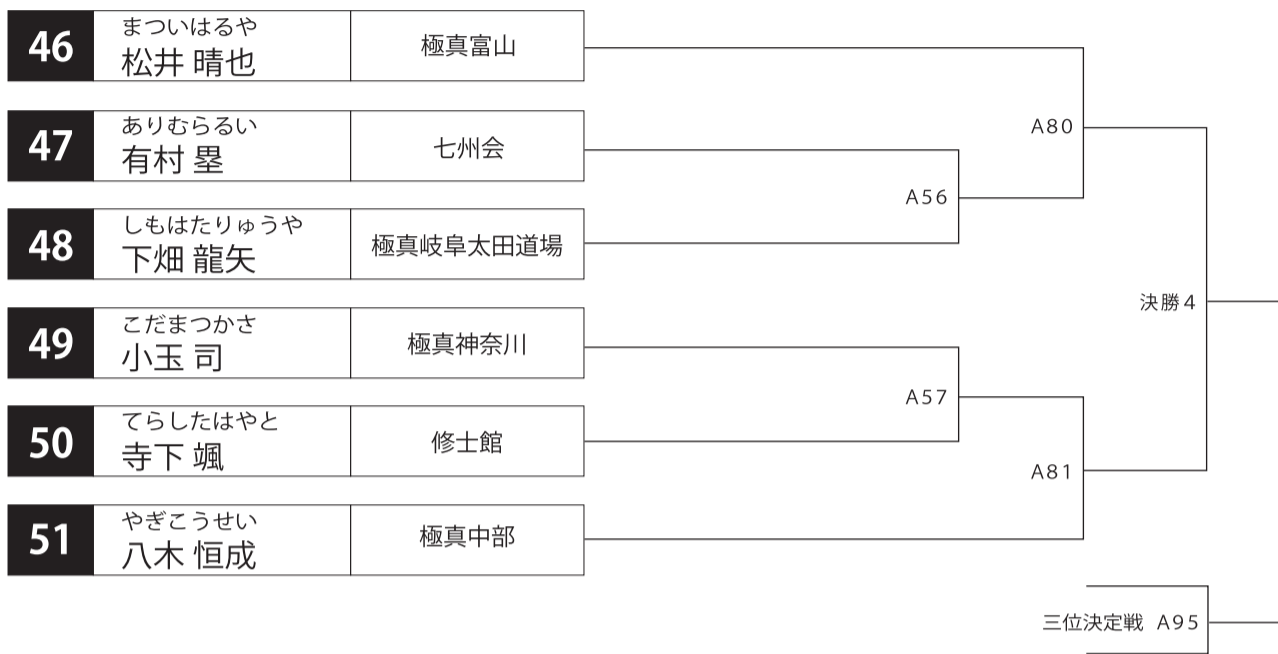 46
まついはるや
松井 晴也
極真富山
47
ありむらるい
有村 塁
七州会
48
しもはたりゅうや
下畑 龍矢
極真岐阜太田道場
49
こだまつかさ
小玉 司
極真神奈川
50
てらしたはやと
寺下 颯
修士館
51
やぎこうせい
八木 恒成
極真中部
A80
A56
決勝4
A57
A81
三位決定戦 A95